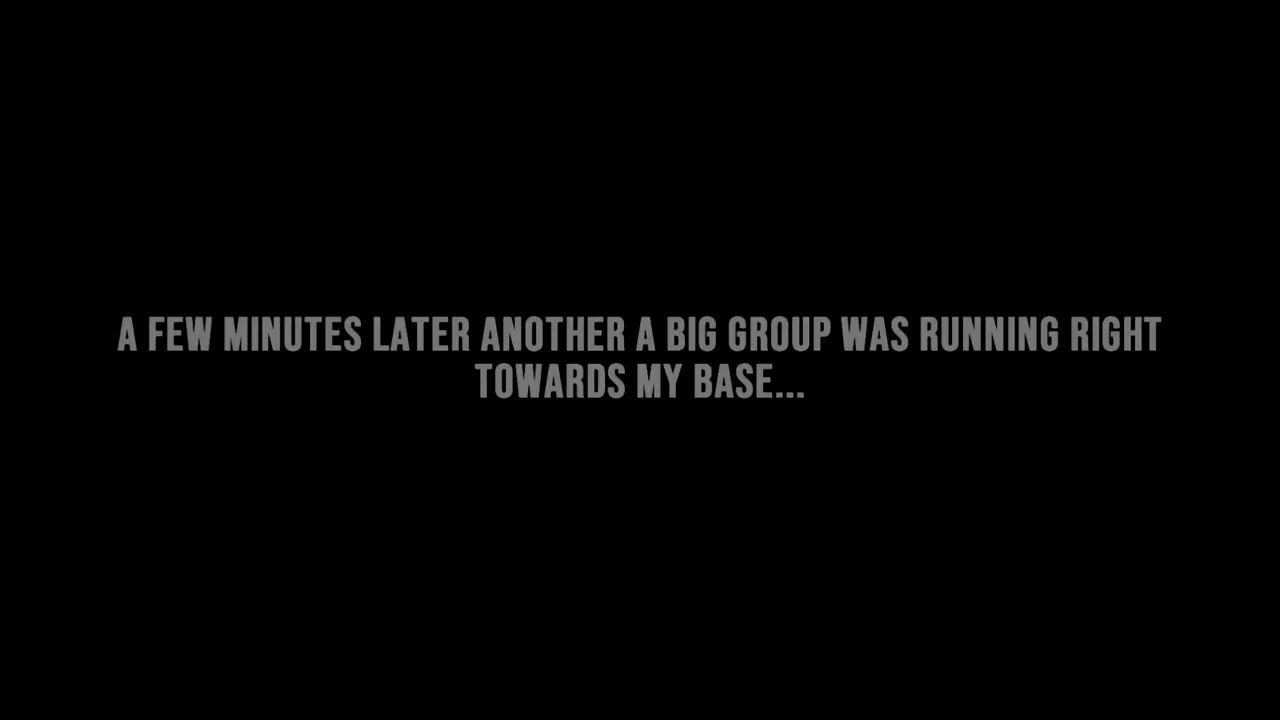 A FEW MINUTES LATER ANOTHER A BIG GROUP WAS RUNNING RIGHT
TOWARDS MY BASE...